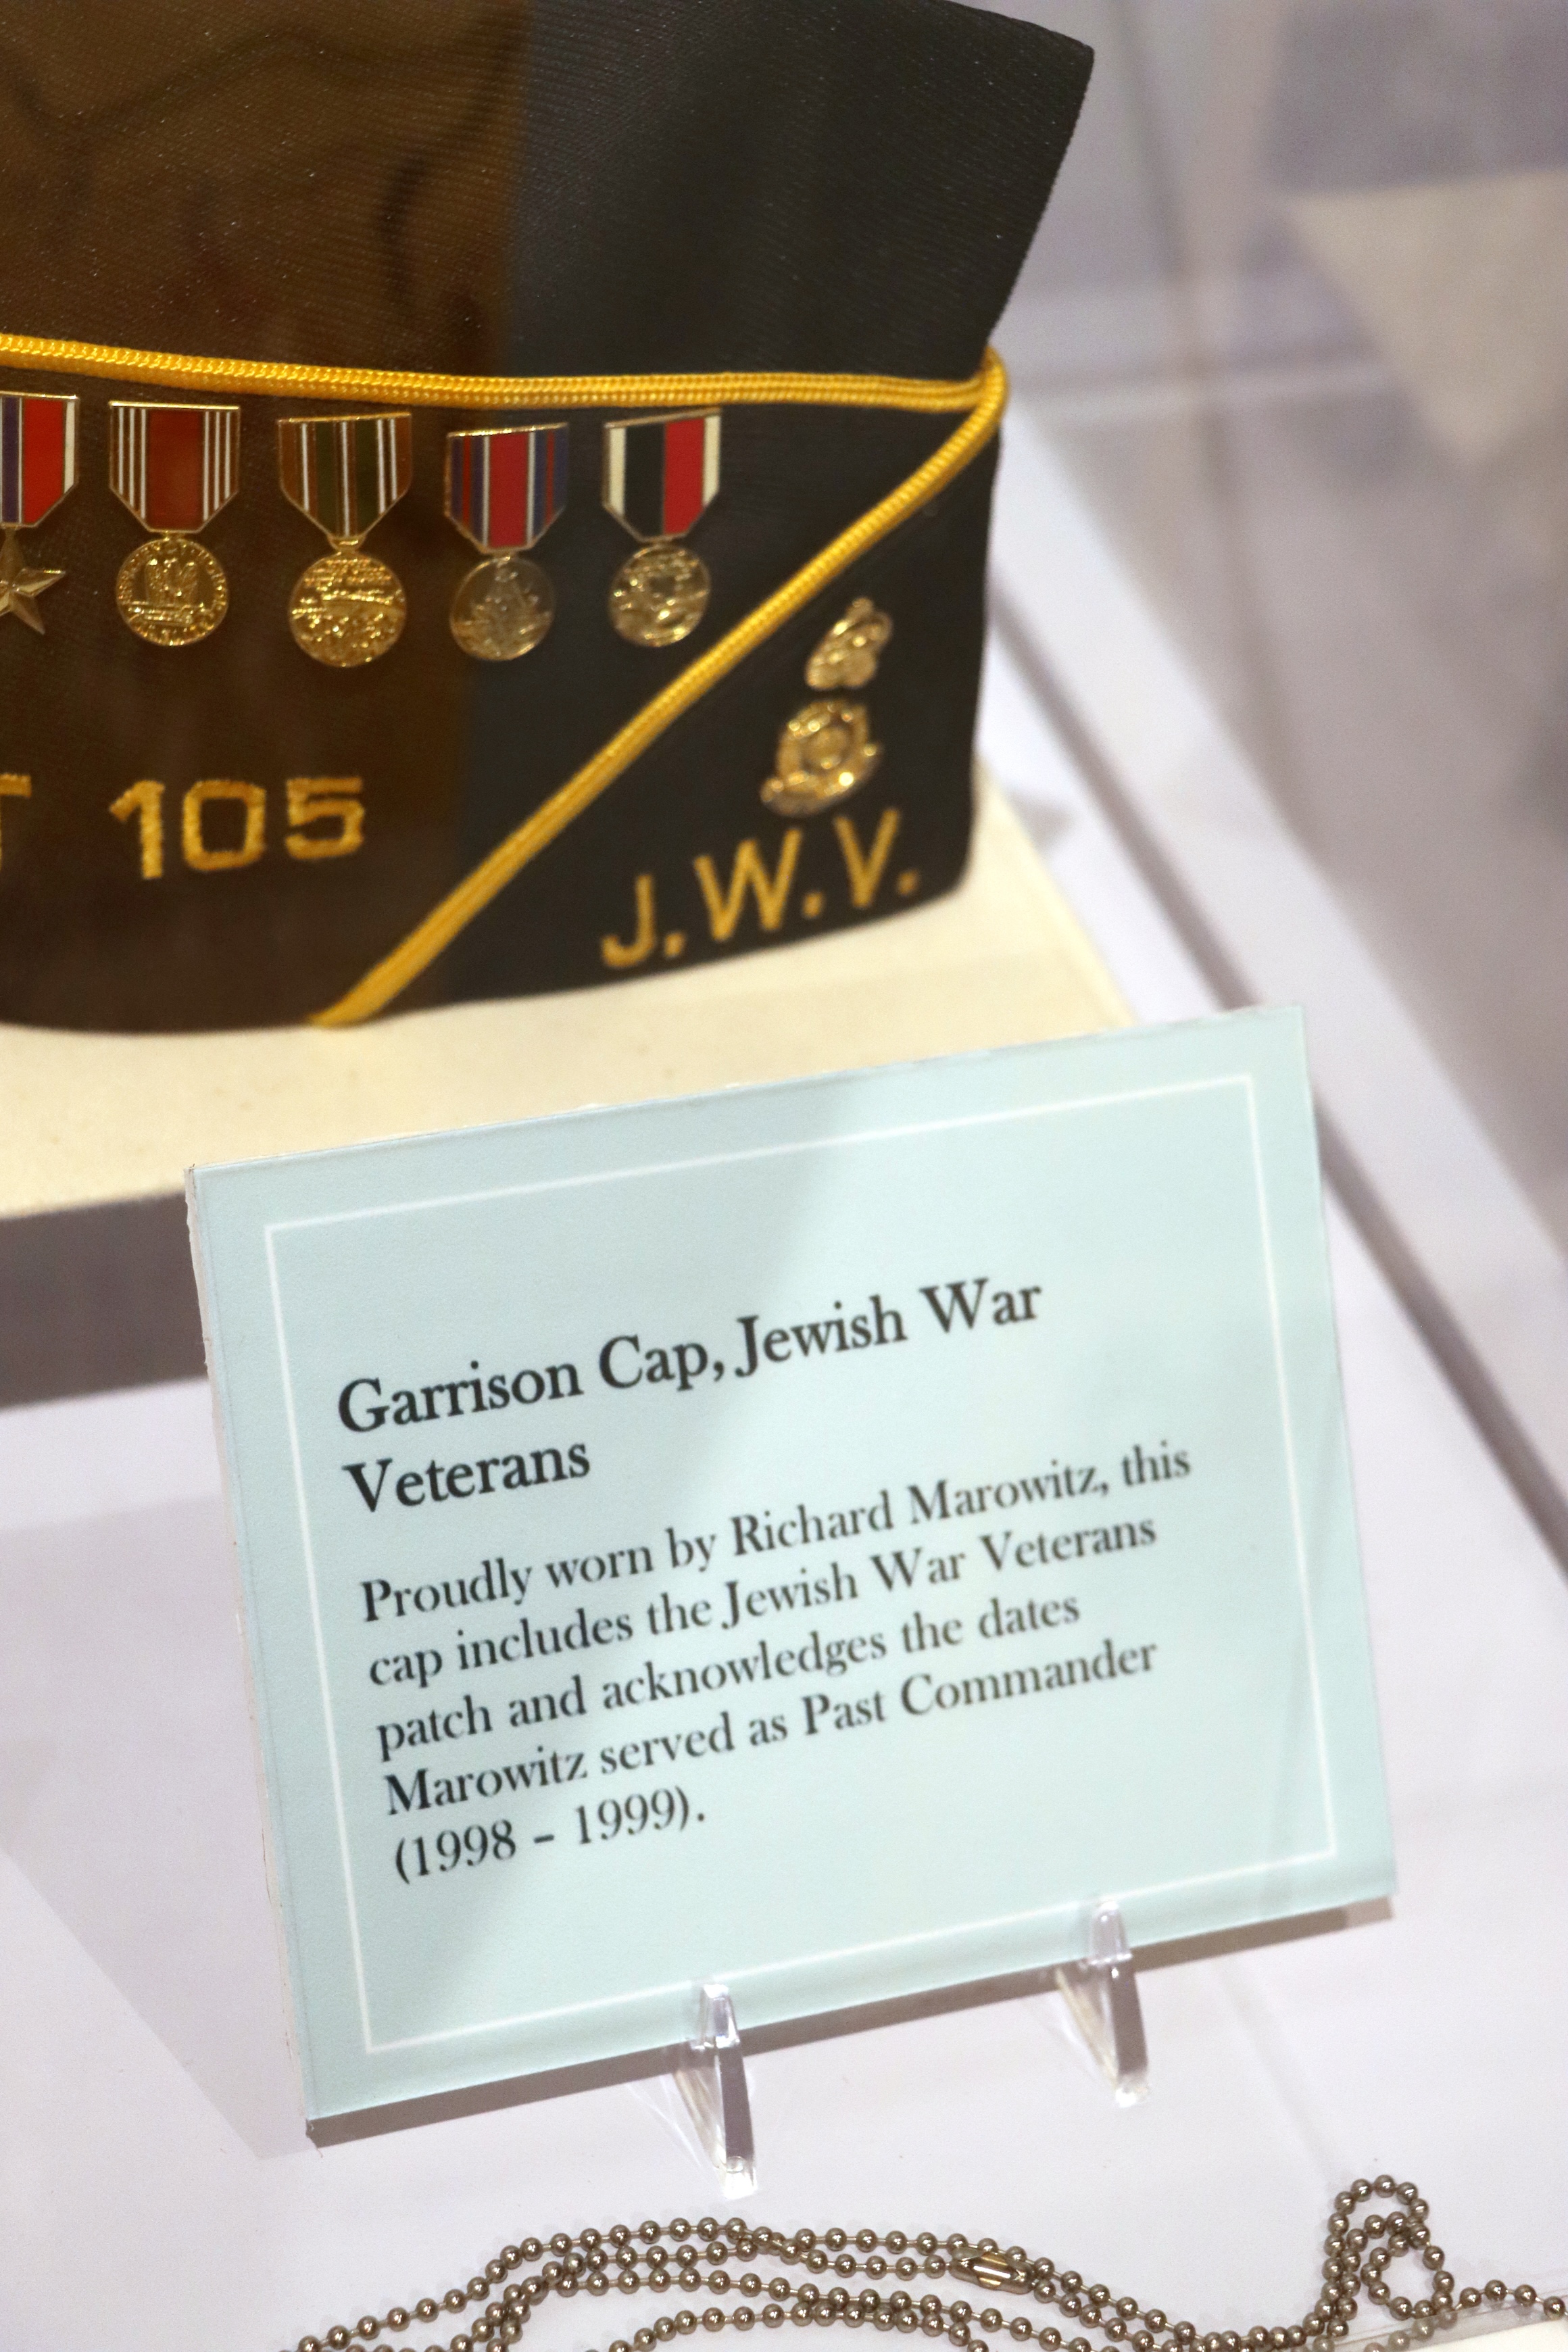 T 105
J.W.V.
Garrison Cap, Jewish War
Veterans
Proudly worn by Richard Marowitz, this
cap includes the Jewish War Veterans
patch and acknowledges the dates
Marowitz served as Past Commander
(1998 – 1999).